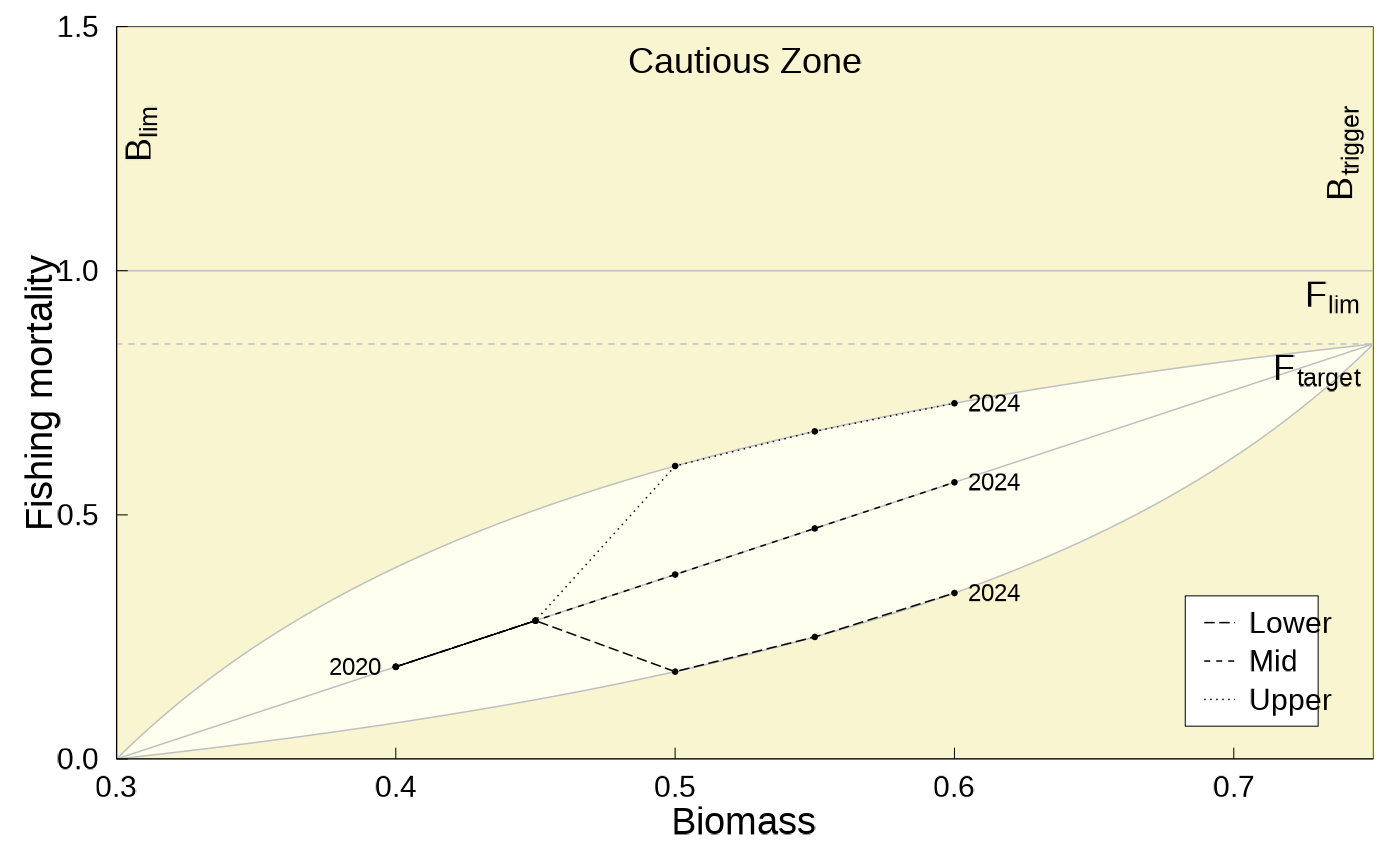 Cautious Zone
1.5
1.0
0.5
0.0
Fishing mortality
Blim
Btrigger
Flim
Ftarget
2024
2024
2024
2020
Lower
Mid
Upper
0.3 0.4 0.5 0.6 0.7
Biomass